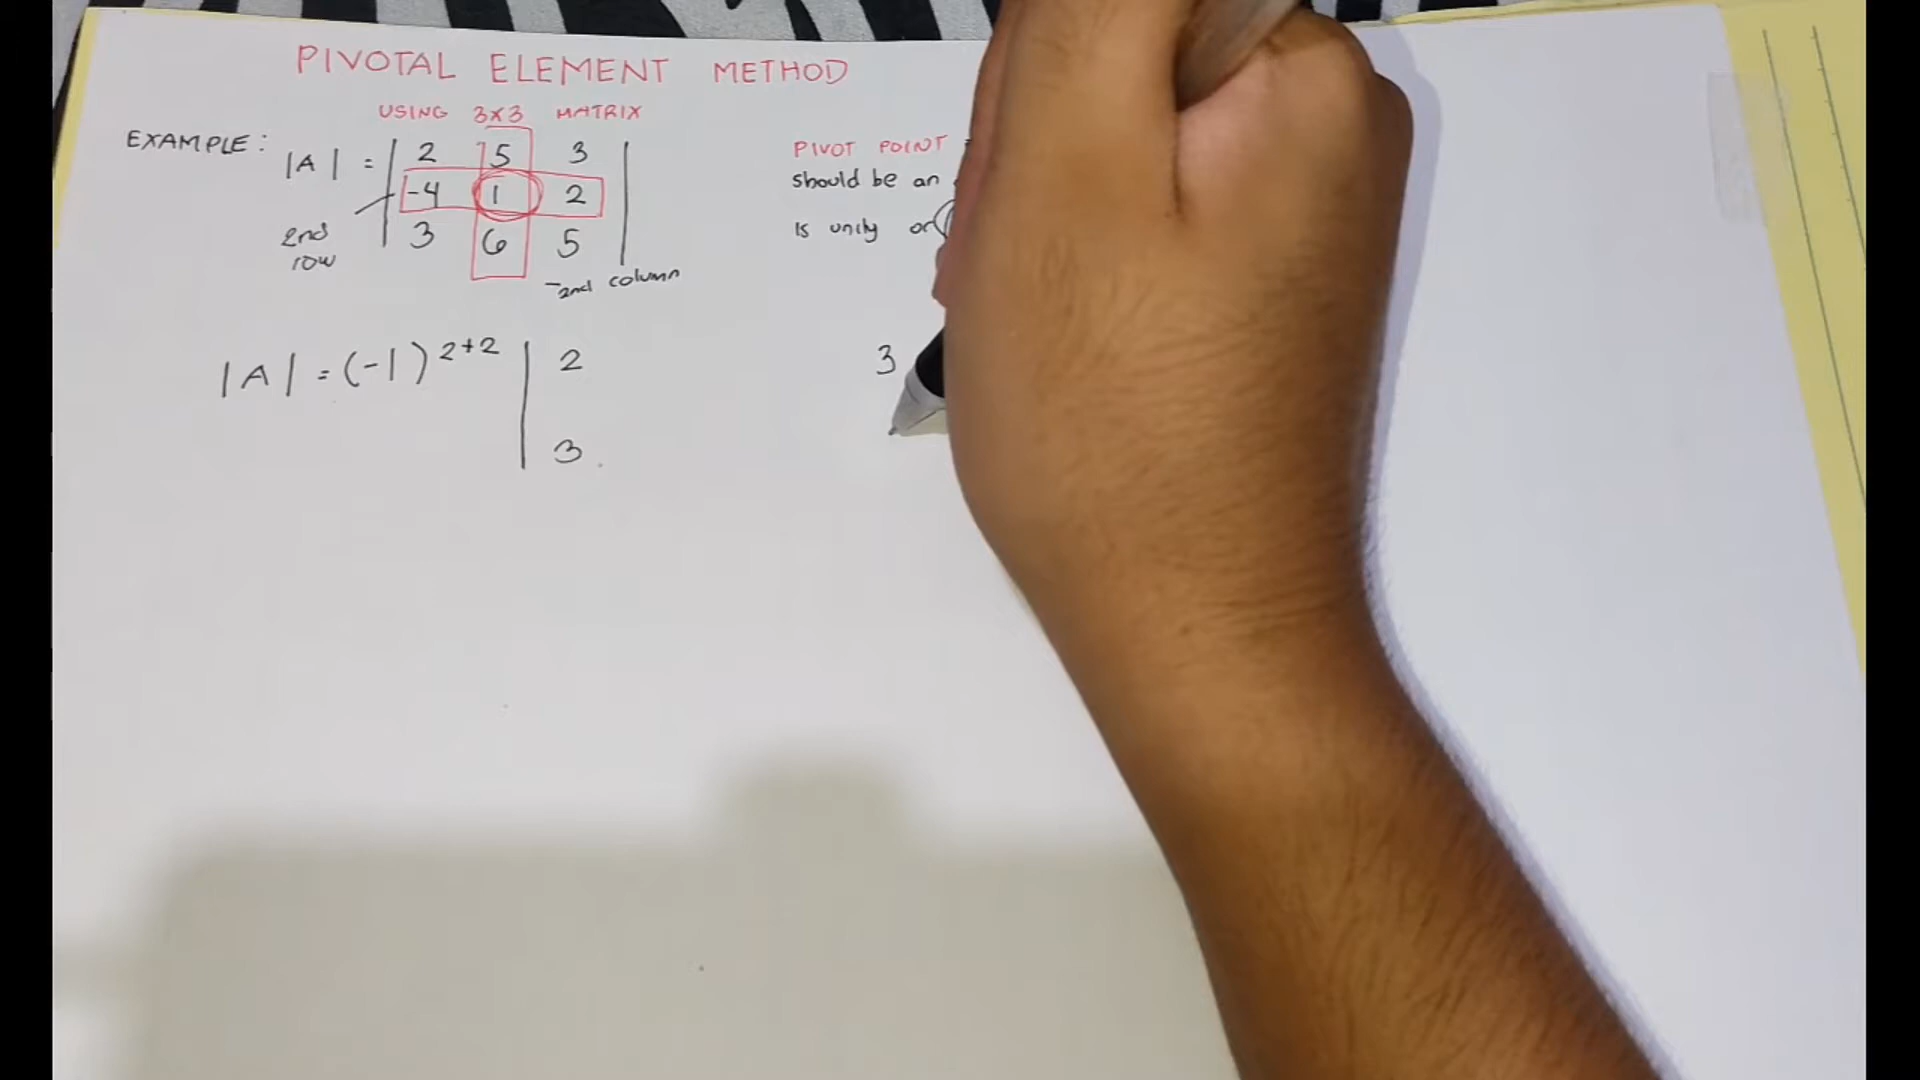 PIVOTAL ELEMENT METHOD
USING 3X3 MATRIX
EXAMPLE:
|A| = | 2 5 3 |
-4 1 2
3 6 5
2nd
row
2nd column
PIVOT POINT
should be an
Is unity or
|A| = (-1)^2+2 | 2 3
3